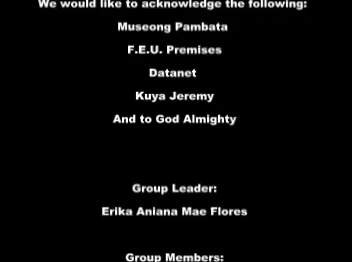 We would like to acknowledge the following:
Museong Pambata
F.E.U. Premises
Datanet
Kuya Jeremy
And to God Almighty
Group Leader:
Erika Aniana Mae Flores
Group Members: